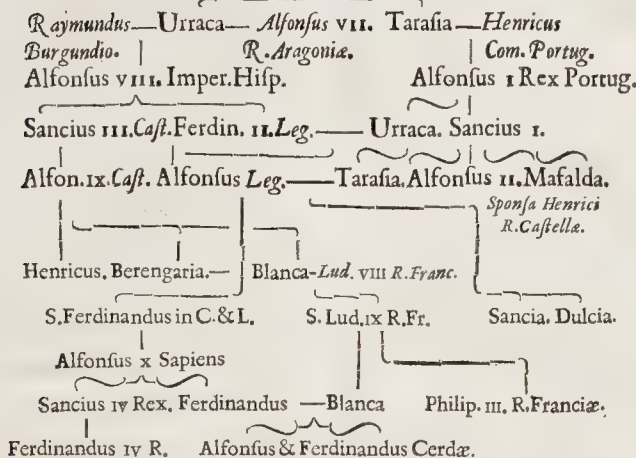 Raymundus—Urraca— Alfonſus VII. Taraſia—Henricus
Burgundio. R. Aragoniæ. Com. Portug.
Alfonſus VIII. Imper. Hiſp. Alfonſus I Rex Portug.
Sancius III. Caſt. Ferdin. II. Leg.— Urraca. Sancius I.
Alfon. IX. Caſt. Alfonſus Leg.—Taraſia. Alfonſus II. Mafalda.
Sponſa Henrici
R. Caſtellæ.
Henricus. Berengaria.— Blanca-Lud. VIII R. Franc.
S. Ferdinandus in C. & L. S. Lud. IX R. Fr. Sancia. Dulcia.
Alfonſus X Sapiens
Sancius IV Rex. Ferdinandus —Blanca Philip. III. R. Franciæ.
Ferdinandus IV R. Alfonſus & Ferdinandus Cerdæ.